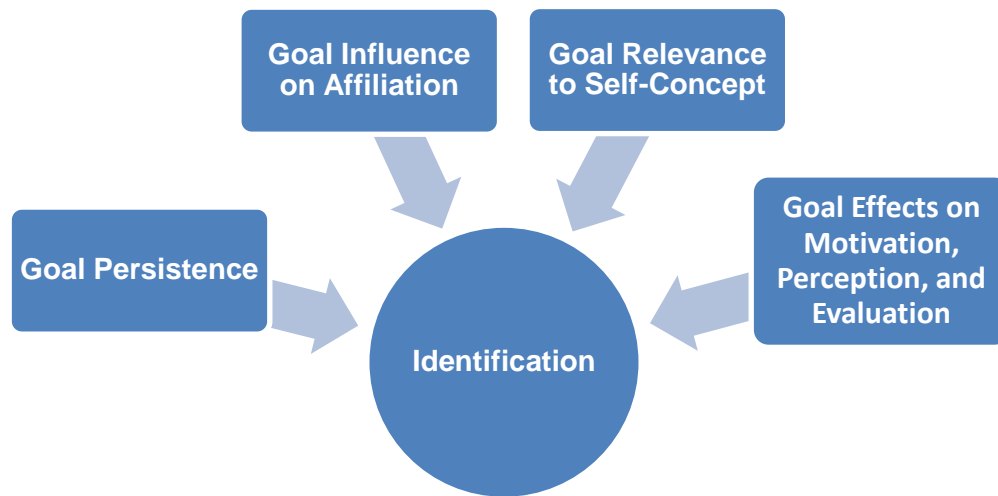 Goal Influence
on Affiliation
Goal Relevance
to Self-Concept
Goal Persistence
Goal Effects on
Motivation,
Perception, and
Evaluation
Identification